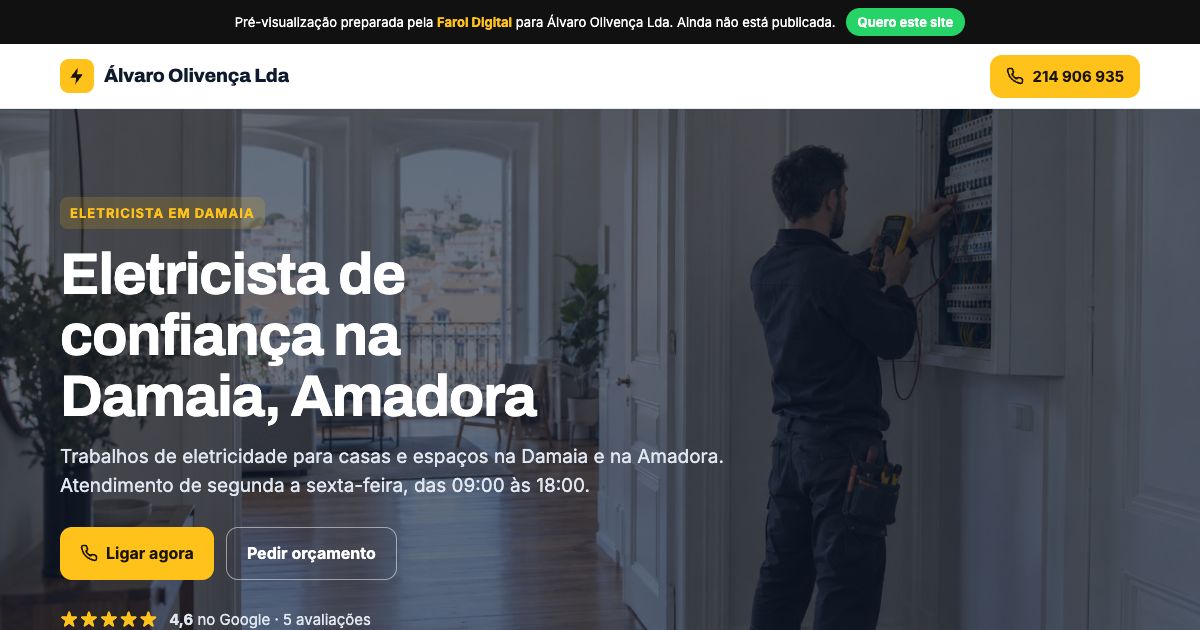 Pré-visualização preparada pela Farol Digital para Álvaro Olivença Lda. Ainda não está publicada.
Quero este site
Álvaro Olivença Lda
214 906 935
ELETRICISTA EM DAMAIA
Eletricista de
confiança na
Damaia, Amadora
Trabalhos de eletricidade para casas e espaços na Damaia e na Amadora.
Atendimento de segunda a sexta-feira, das 09:00 às 18:00.
Ligar agora
Pedir orçamento
4,6 no Google · 5 avaliações